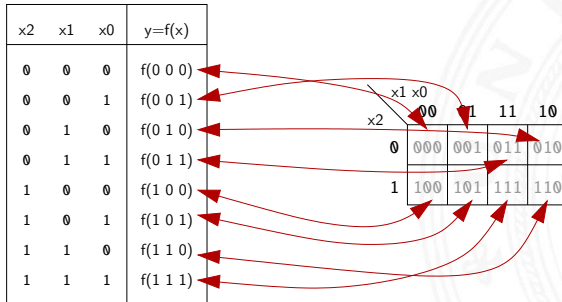 x2 x1 x0 y=f(x)
0 0 0 f(0 0 0)
0 0 1 f(0 0 1)
0 1 0 f(0 1 0)
0 1 1 f(0 1 1)
1 0 0 f(1 0 0)
1 0 1 f(1 0 1)
1 1 0 f(1 1 0)
1 1 1 f(1 1 1)
x1 x0
x2
00 01 11 10
0 000 001 011 010
1 100 101 111 110